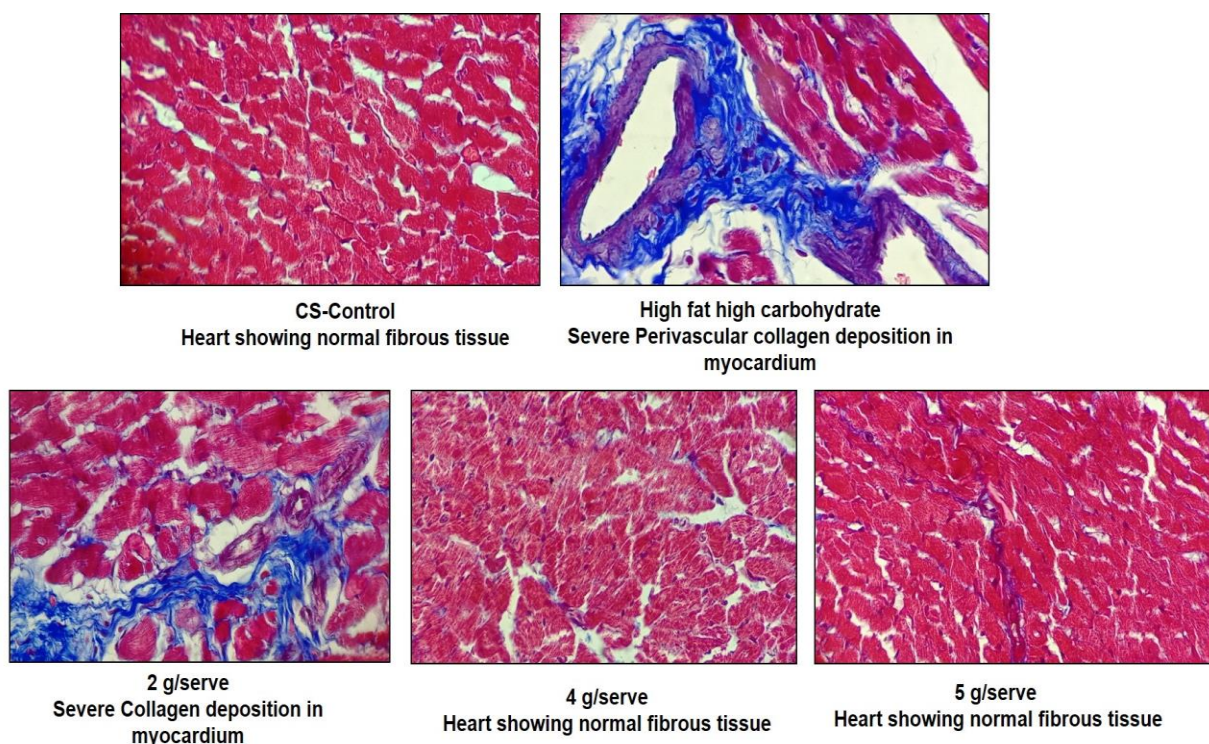 CS-Control
Heart showing normal fibrous tissue
High fat high carbohydrate
Severe Perivascular collagen deposition in
myocardium
2 g/serve
Severe Collagen deposition in
myocardium
4 g/serve
Heart showing normal fibrous tissue
5 g/serve
Heart showing normal fibrous tissue